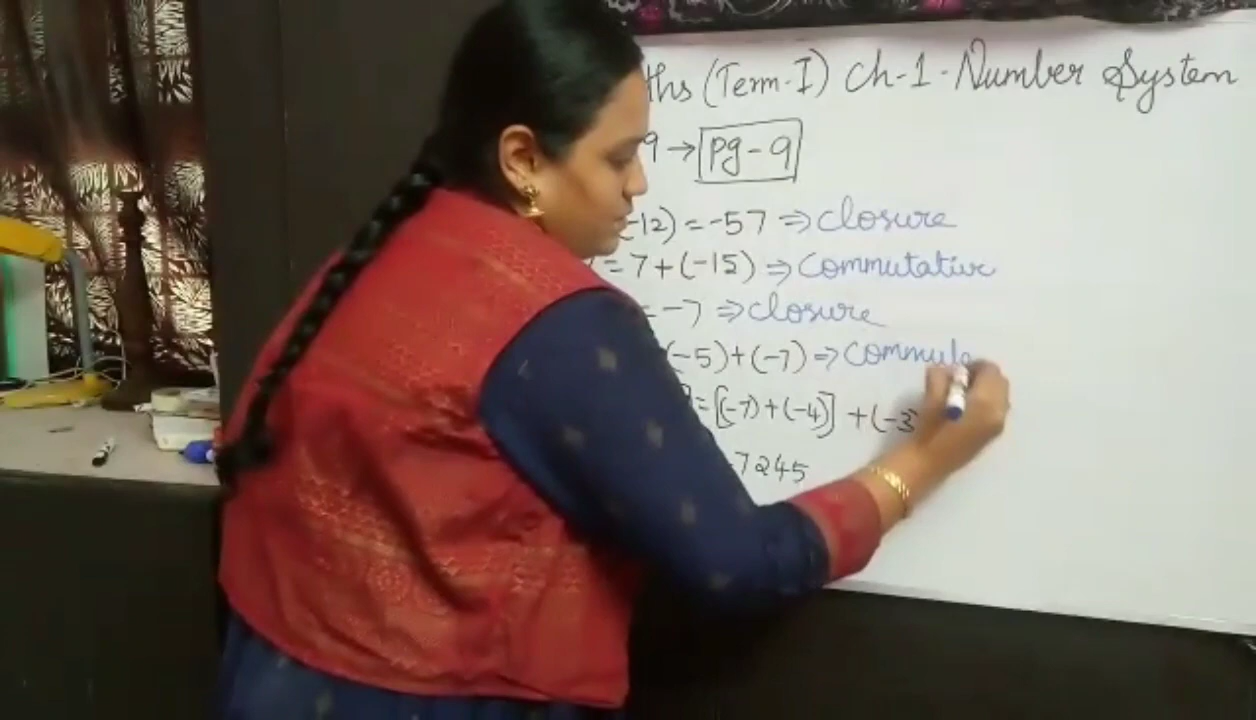 ths (Term-I) Ch-1-Number System
9 → pg-9
-12) = -57 ⇒ closure
= 7+(-15) ⇒ commutative
= -7 ⇒ closure
(-5)+(-7) ⇒ commuta
=[(-7)+(-4)] +(-3)
7245